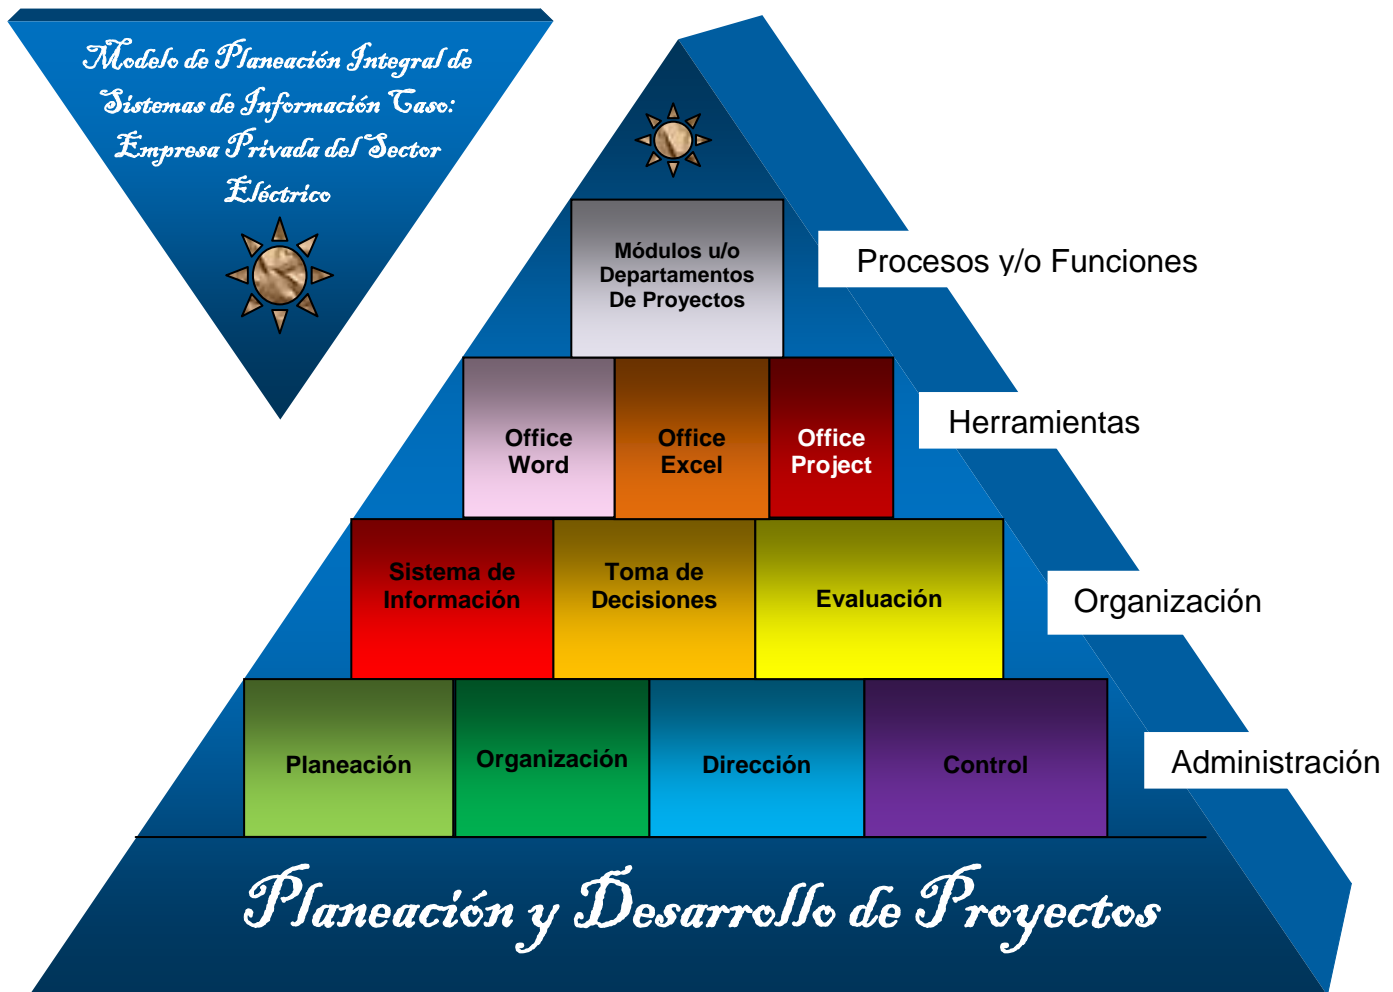 Modelo de Planeación Integral de
Sistemas de Información Caso:
Empresa Privada del Sector
Eléctrico
Módulos u/o
Departamentos
De Proyectos
Procesos y/o Funciones
Office
Word
Office
Excel
Office
Project
Herramientas
Sistema de
Información
Toma de
Decisiones
Evaluación
Organización
Planeación
Organización
Dirección
Control
Administración
Planeación y Desarrollo de Proyectos